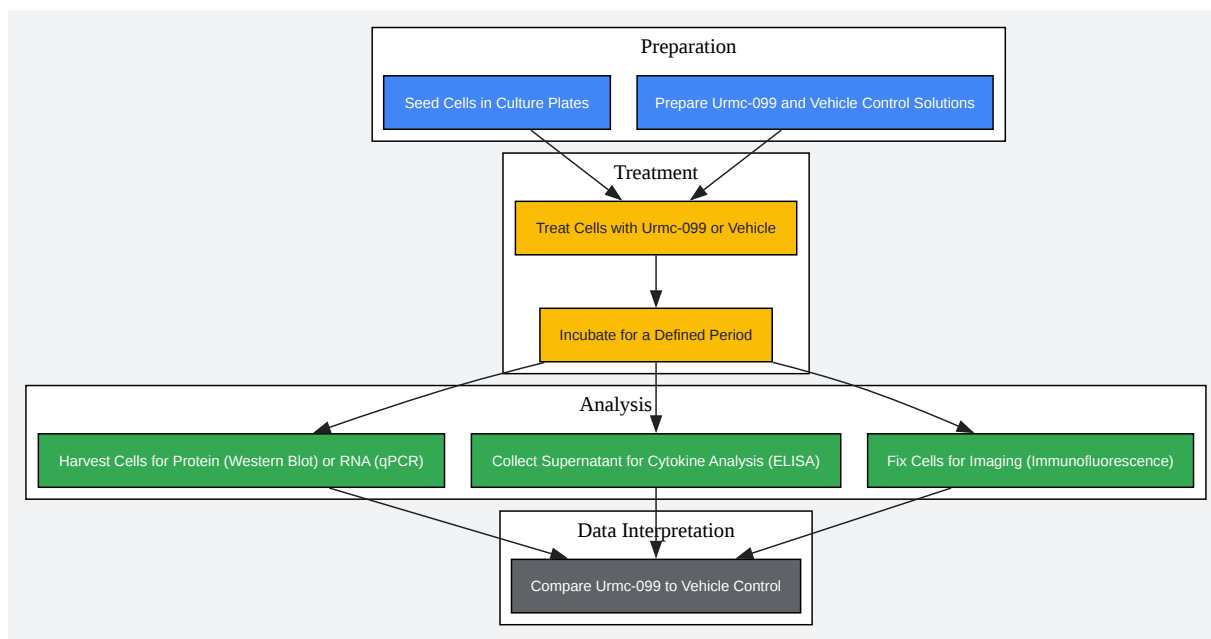 Preparation
Seed Cells in Culture Plates
Prepare Urmc-099 and Vehicle Control Solutions
Treatment
Treat Cells with Urmc-099 or Vehicle
Incubate for a Defined Period
Analysis
Harvest Cells for Protein (Western Blot) or RNA (qPCR)
Collect Supernatant for Cytokine Analysis (ELISA)
Fix Cells for Imaging (Immunofluorescence)
Data Interpretation
Compare Urmc-099 to Vehicle Control